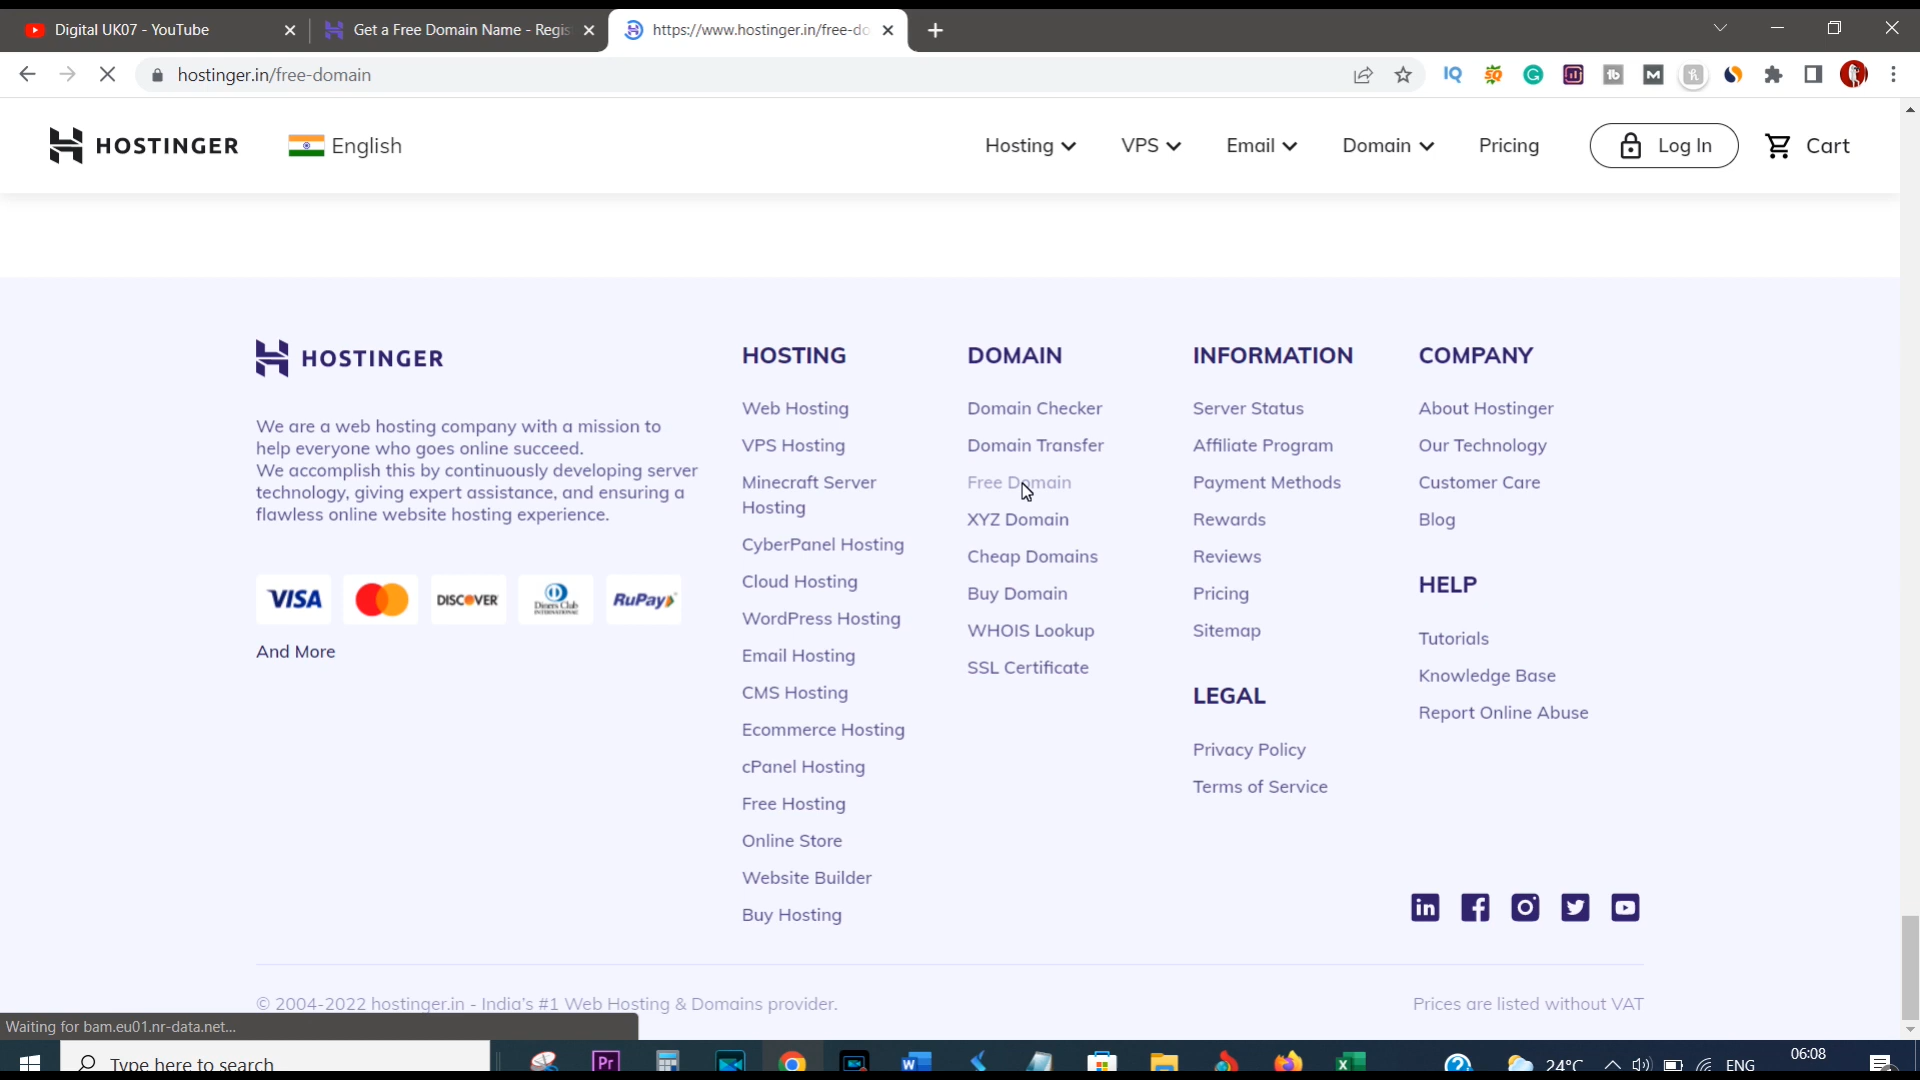 Digital UK07 - YouTube
Get a Free Domain Name - Regis
https://www.hostinger.in/free-do
hostinger.in/free-domain
HOSTINGER
English
Hosting
VPS
Email
Domain
Pricing
Log In
Cart
HOSTINGER
We are a web hosting company with a mission to
help everyone who goes online succeed.
We accomplish this by continuously developing server
technology, giving expert assistance, and ensuring a
flawless online website hosting experience.
VISA
DISCOVER
Diners Club
INTERNATIONAL
RuPay
And More
HOSTING
Web Hosting
VPS Hosting
Minecraft Server
Hosting
CyberPanel Hosting
Cloud Hosting
WordPress Hosting
Email Hosting
CMS Hosting
Ecommerce Hosting
cPanel Hosting
Free Hosting
Online Store
Website Builder
Buy Hosting
DOMAIN
Domain Checker
Domain Transfer
Free Domain
XYZ Domain
Cheap Domains
Buy Domain
WHOIS Lookup
SSL Certificate
INFORMATION
Server Status
Affiliate Program
Payment Methods
Rewards
Reviews
Pricing
Sitemap
LEGAL
Privacy Policy
Terms of Service
COMPANY
About Hostinger
Our Technology
Customer Care
Blog
HELP
Tutorials
Knowledge Base
Report Online Abuse
© 2004-2022 hostinger.in - India's #1 Web Hosting & Domains provider.
Prices are listed without VAT
Waiting for bam.eu01.nr-data.net...
Type here to search
24°C
ENG
06:08